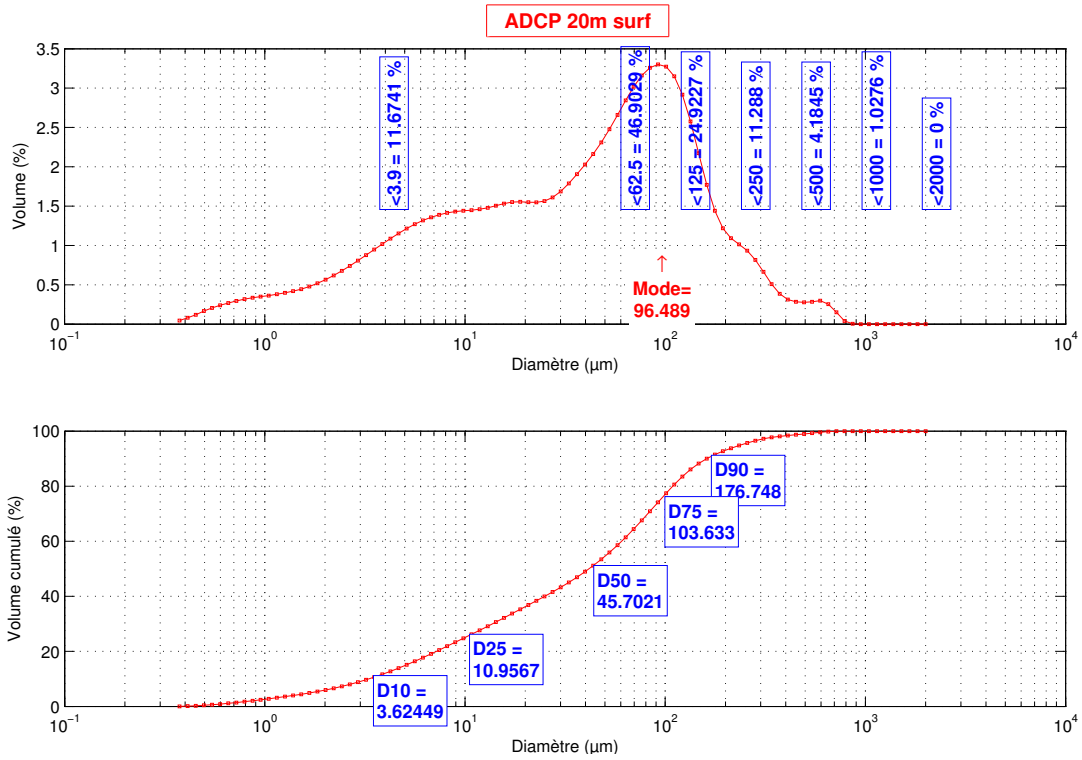 ADCP 20m surf
3.5
3
2.5
2
1.5
1
0.5
0
Volume (%)
<3.9 = 11.6741 %
<62.5 = 46.9029 %
<125 = 24.9227 %
<250 = 11.288 %
<500 = 4.1845 %
<1000 = 1.0276 %
<2000 = 0 %
↑
Mode=
96.489
10⁻¹ 10⁰ 10¹ 10² 10³ 10⁴
Diamètre (µm)
100
80
60
40
20
0
Volume cumulé (%)
D90 =
176.748
D75 =
103.633
D50 =
45.7021
D25 =
10.9567
D10 =
3.62449
10⁻¹ 10⁰ 10¹ 10² 10³ 10⁴
Diamètre (µm)